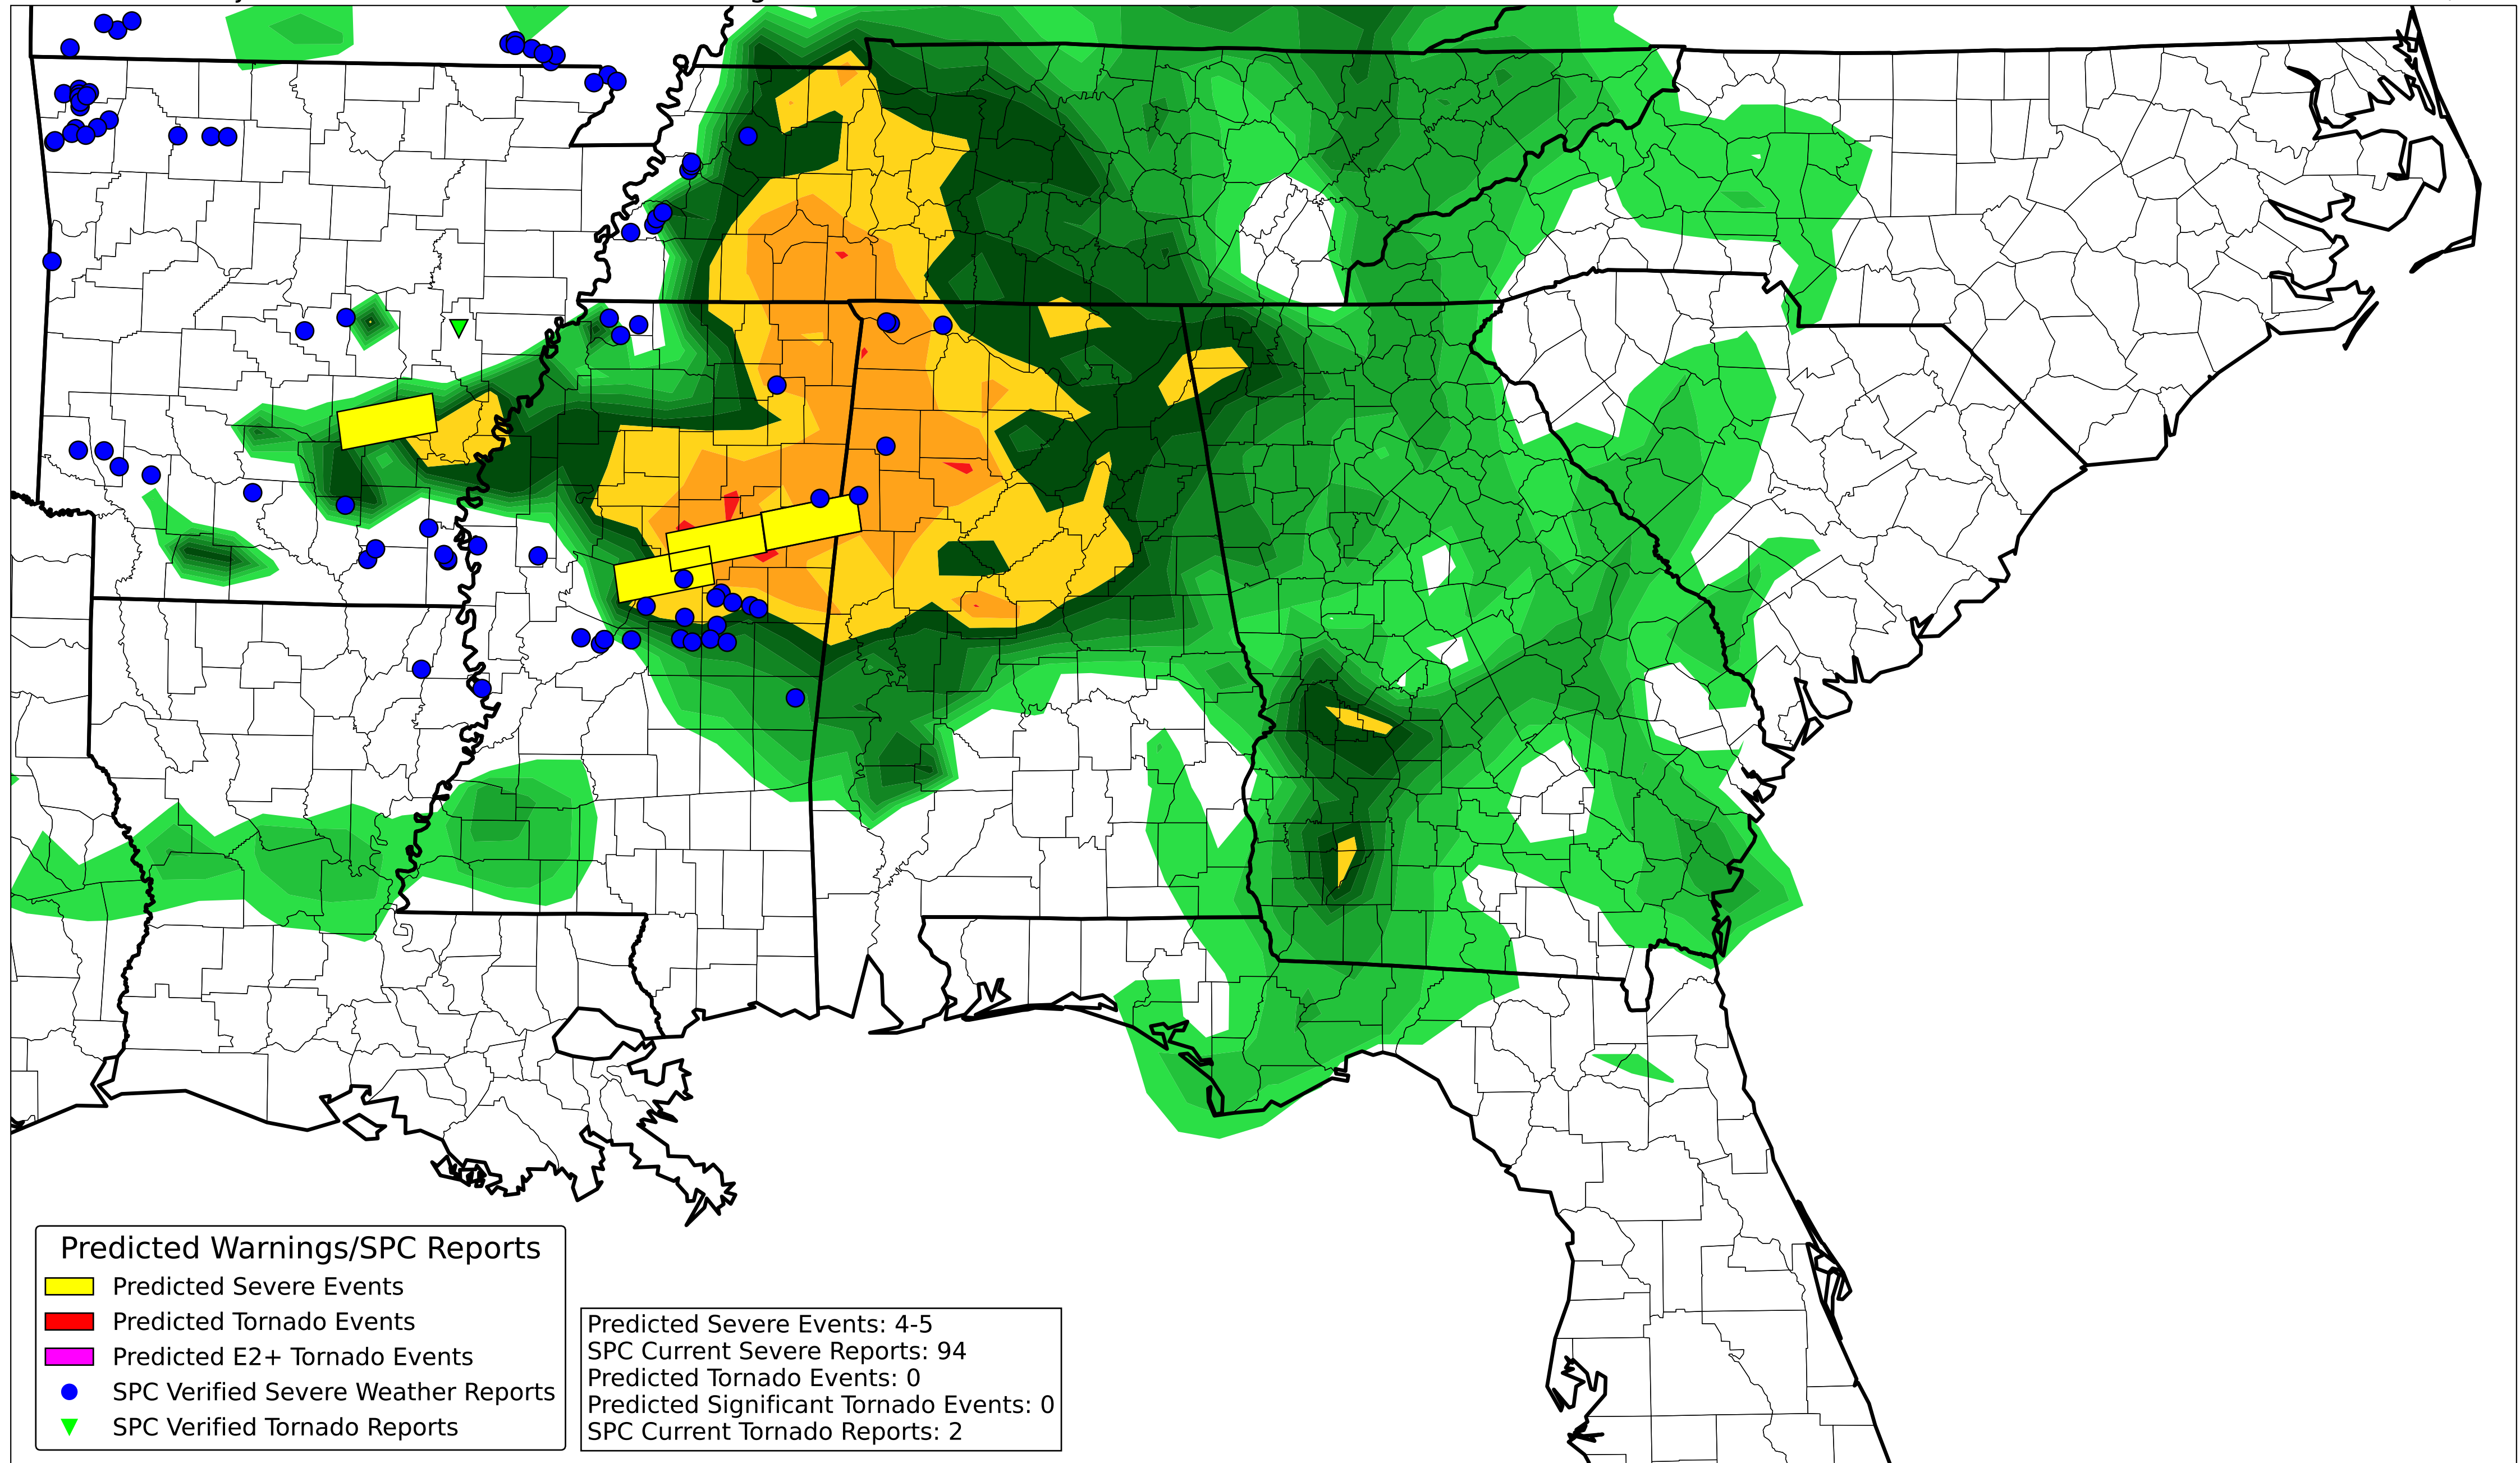 Predicted Warnings/SPC Reports
Predicted Severe Events
Predicted Tornado Events
Predicted E2+ Tornado Events
SPC Verified Severe Weather Reports
SPC Verified Tornado Reports
Predicted Severe Events: 4-5
SPC Current Severe Reports: 94
Predicted Tornado Events: 0
Predicted Significant Tornado Events: 0
SPC Current Tornado Reports: 2